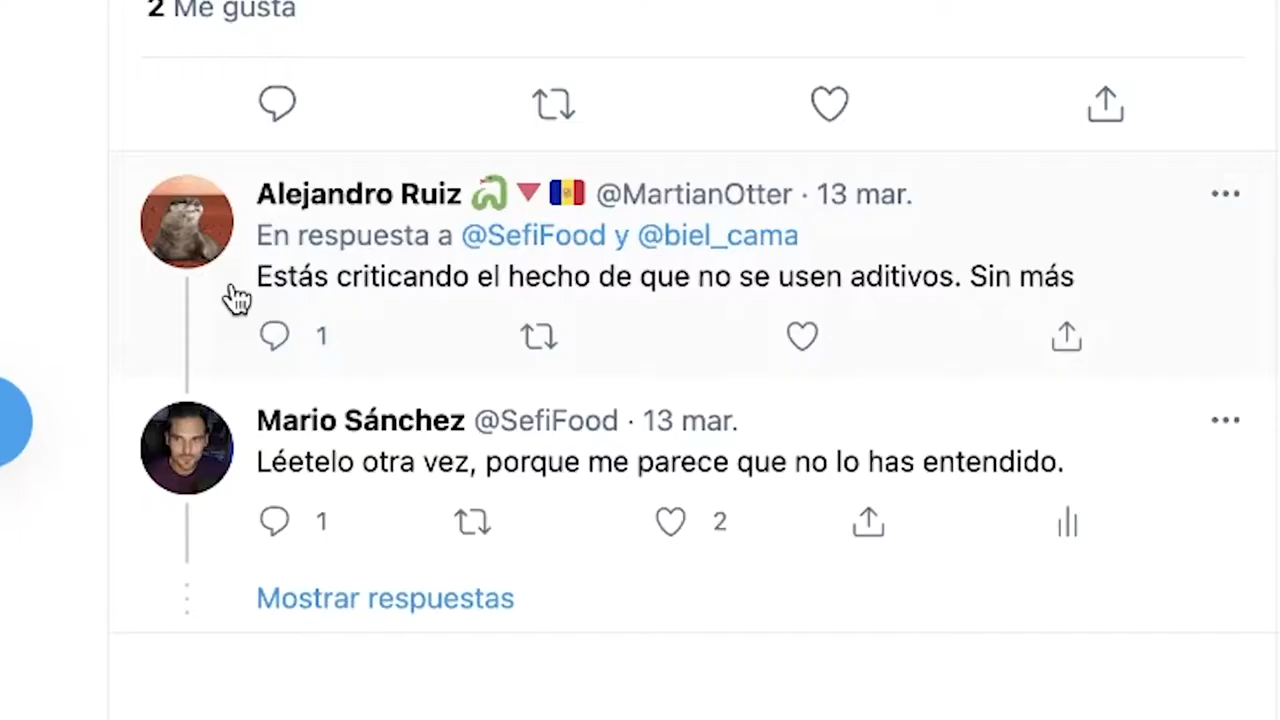 2 Me gusta
Alejandro Ruiz @MartianOtter · 13 mar.
En respuesta a @SefiFood y @biel_cama
Estás criticando el hecho de que no se usen aditivos. Sin más
1
Mario Sánchez @SefiFood · 13 mar.
Léetelo otra vez, porque me parece que no lo has entendido.
1 2
Mostrar respuestas